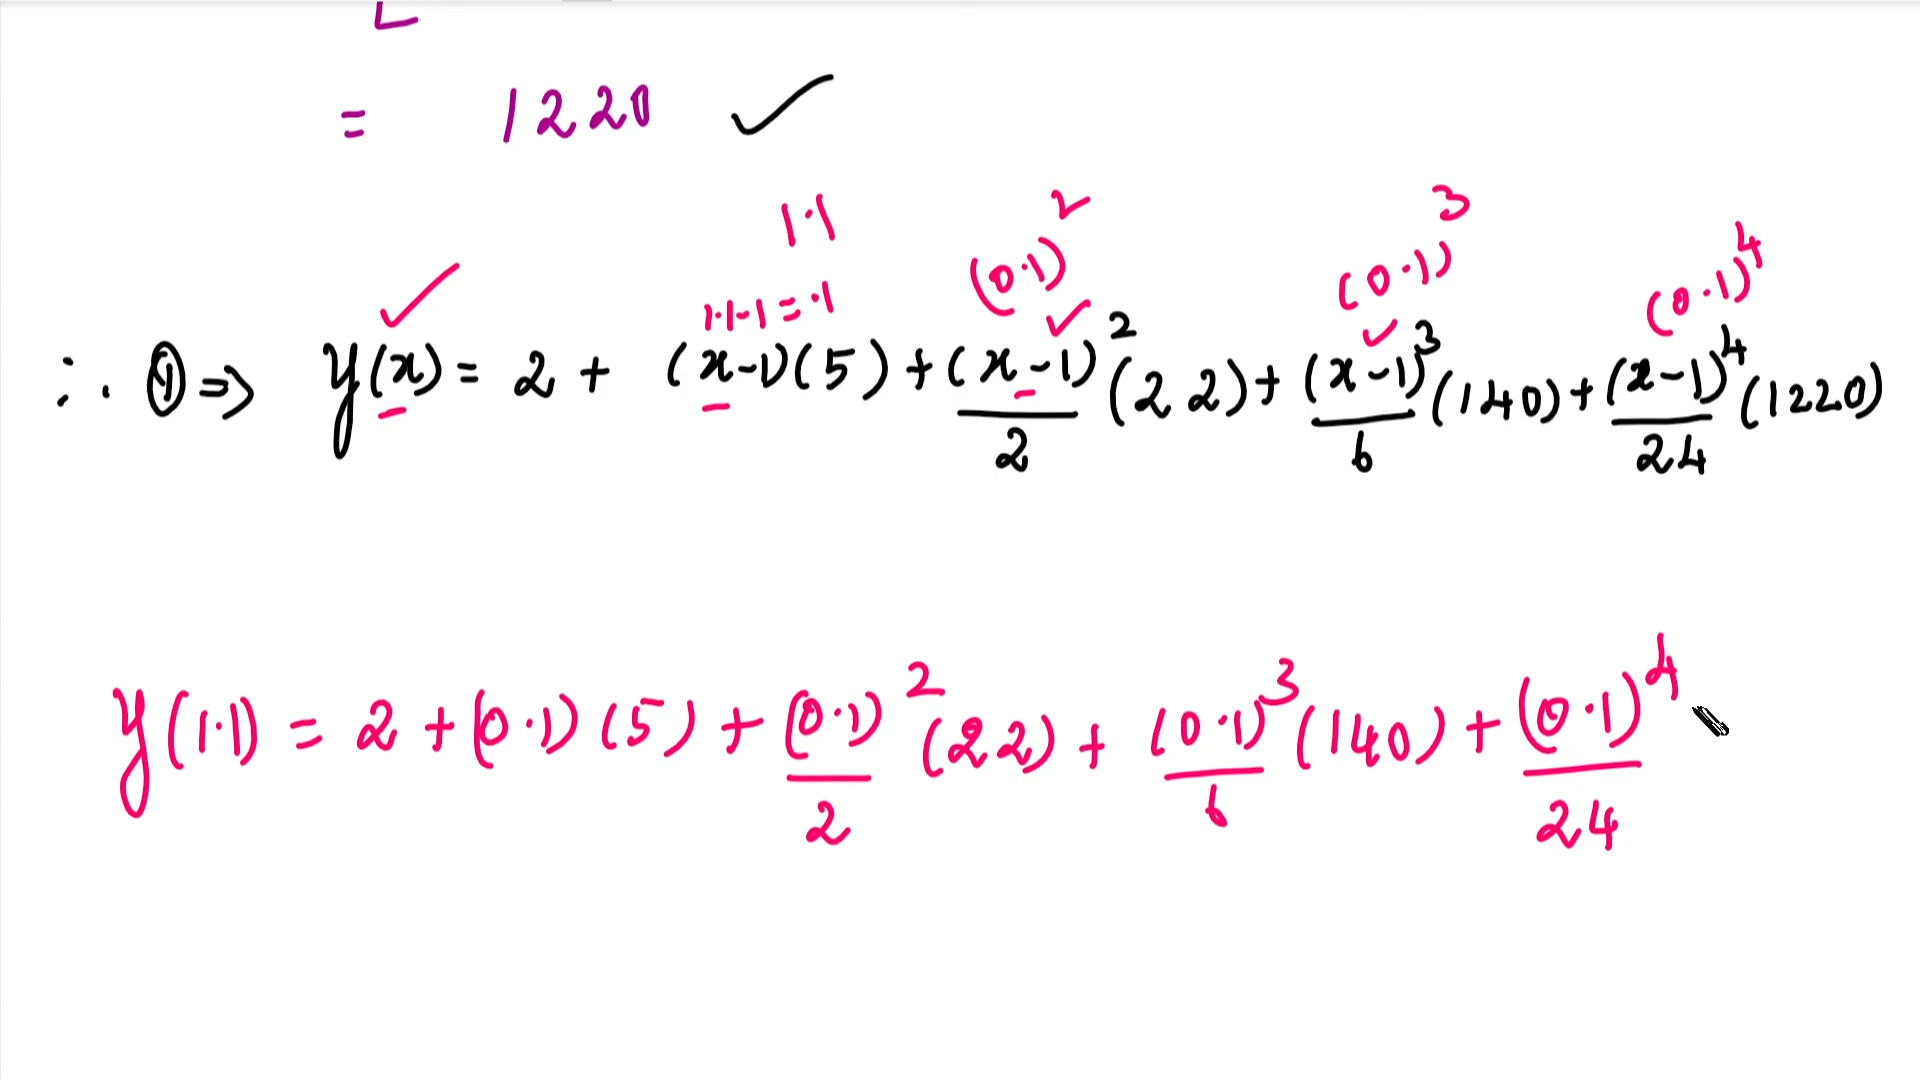 = 1220 ✓
1.1
1.1-1=.1 (0.1)² (0.1)³ (0.1)⁴
∴ ① ⇒ y(x) = 2 + (x-1)(5) + (x-1)²/2 (22) + (x-1)³/6 (140) + (x-1)⁴/24 (1220)
y(1.1) = 2 + (0.1)(5) + (0.1)²/2 (22) + (0.1)³/6 (140) + (0.1)⁴/24